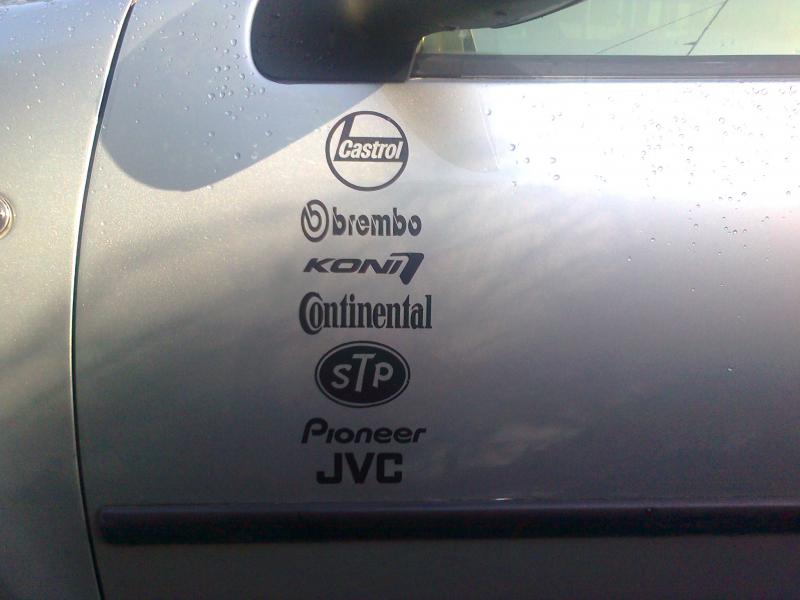 Castrol
brembo
KONI
Continental
STP
Pioneer
JVC